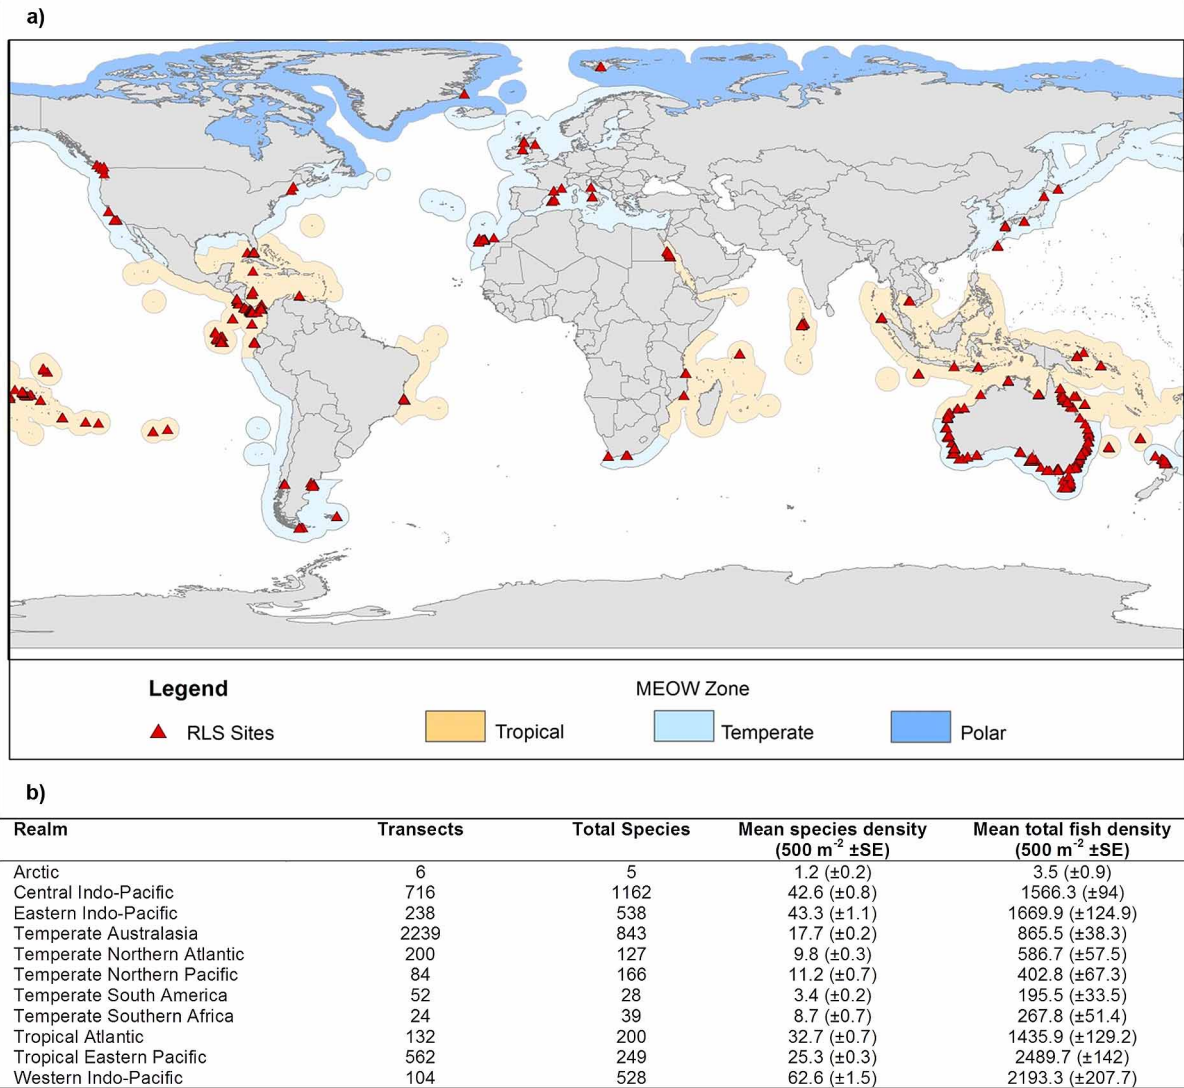 a)
Legend
MEOW Zone
RLS Sites
Tropical
Temperate
Polar
b)
Realm Transects Total Species Mean species density Mean total fish density
(500 m⁻² ±SE) (500 m⁻² ±SE)
Arctic 6 5 1.2 (±0.2) 3.5 (±0.9)
Central Indo-Pacific 716 1162 42.6 (±0.8) 1566.3 (±94)
Eastern Indo-Pacific 238 538 43.3 (±1.1) 1669.9 (±124.9)
Temperate Australasia 2239 843 17.7 (±0.2) 865.5 (±38.3)
Temperate Northern Atlantic 200 127 9.8 (±0.3) 586.7 (±57.5)
Temperate Northern Pacific 84 166 11.2 (±0.7) 402.8 (±67.3)
Temperate South America 52 28 3.4 (±0.2) 195.5 (±33.5)
Temperate Southern Africa 24 39 8.7 (±0.7) 267.8 (±51.4)
Tropical Atlantic 132 200 32.7 (±0.7) 1435.9 (±129.2)
Tropical Eastern Pacific 562 249 25.3 (±0.3) 2489.7 (±142)
Western Indo-Pacific 104 528 62.6 (±1.5) 2193.3 (±207.7)